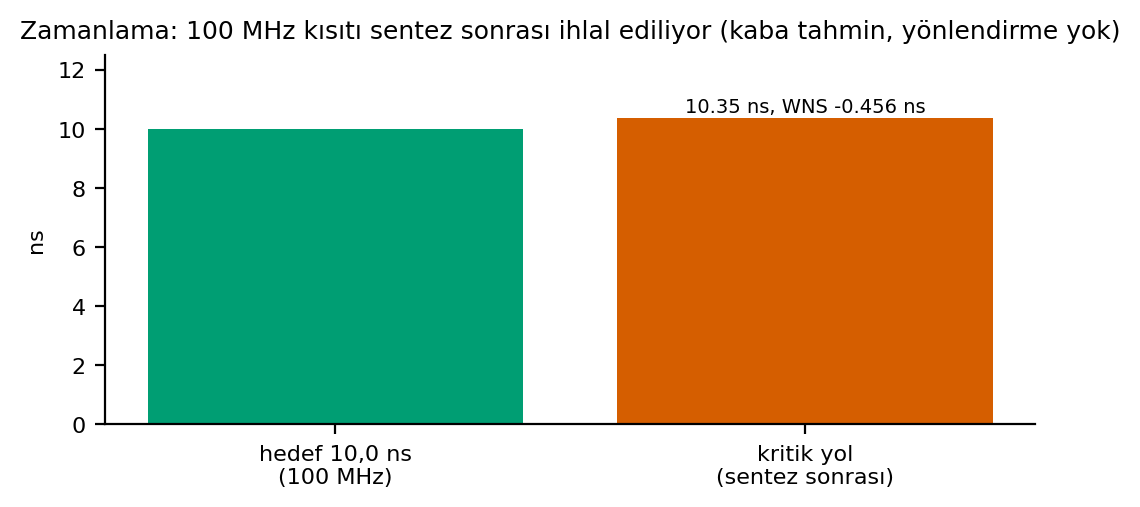 Zamanlama: 100 MHz kısıtı sentez sonrası ihlal ediliyor (kaba tahmin, yönlendirme yok)
12
10
8
6
4
2
0
ns
10.35 ns, WNS -0.456 ns
hedef 10,0 ns
(100 MHz)
kritik yol
(sentez sonrası)